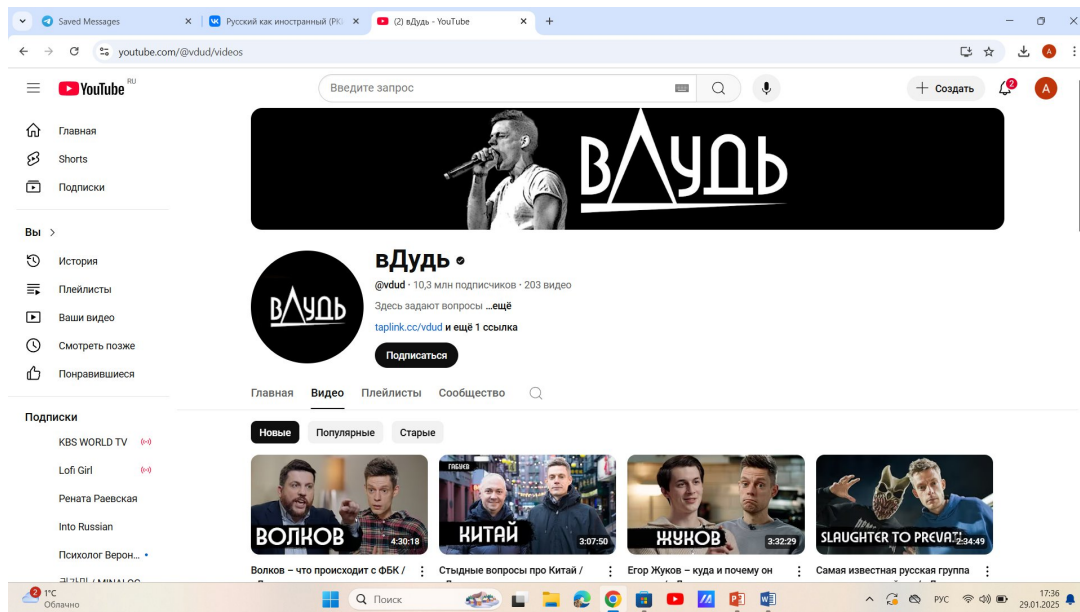 Saved Messages
Русский как иностранный (РК
(2) вДудь - YouTube
youtube.com/@vdud/videos
YouTube RU
Введите запрос
Создать
2
A
Главная
Shorts
Подписки
Вы
История
Плейлисты
Ваши видео
Смотреть позже
Понравившиеся
Подписки
KBS WORLD TV
Lofi Girl
Рената Раевская
Into Russian
Психолог Верон...
вДудь
вДудь
вДудь
@vdud · 10,3 млн подписчиков · 203 видео
Здесь задают вопросы ...ещё
taplink.cc/vdud и ещё 1 ссылка
Подписаться
Главная Видео Плейлисты Сообщество
Новые Популярные Старые
ВОЛКОВ
4:30:18
ГАБУЕВ
КИТАЙ
3:07:50
ЖУКОВ
3:32:29
SLAUGHTER TO PREVAIL
2:34:49
Волков – что происходит с ФБК /
Стыдные вопросы про Китай /
Егор Жуков – куда и почему он
Самая известная русская группа
2
1°C
Облачно
Поиск
РУС
17:36
29.01.2025